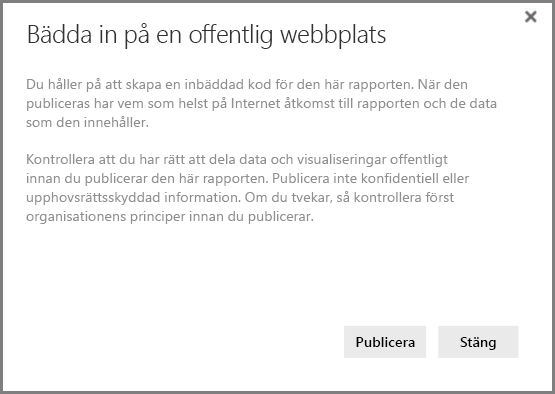 Bädda in på en offentlig webbplats
Du håller på att skapa en inbäddad kod för den här rapporten. När den
publiceras har vem som helst på Internet åtkomst till rapporten och de data
som den innehåller.
Kontrollera att du har rätt att dela data och visualiseringar offentligt
innan du publicerar den här rapporten. Publicera inte konfidentiell eller
upphovsrättsskyddad information. Om du tvekar, så kontrollera först
organisationens principer innan du publicerar.
Publicera
Stäng